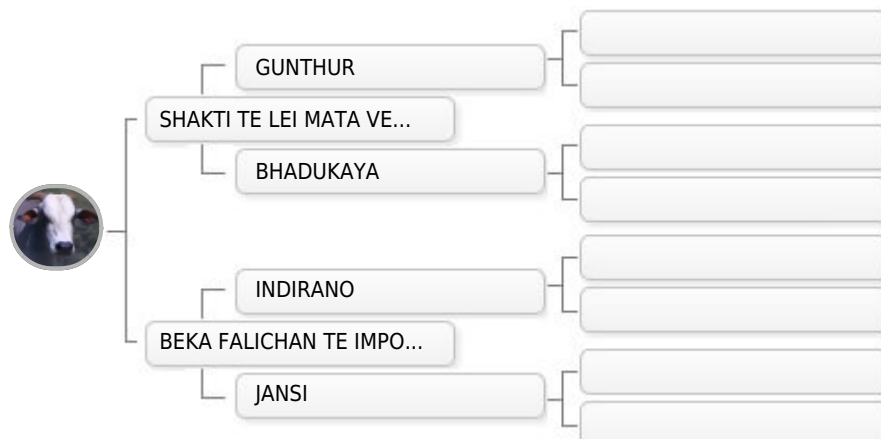 GUNTHUR
SHAKTI TE LEI MATA VE...
BHADUKAYA
INDIRANO
BEKA FALICHAN TE IMPO...
JANSI